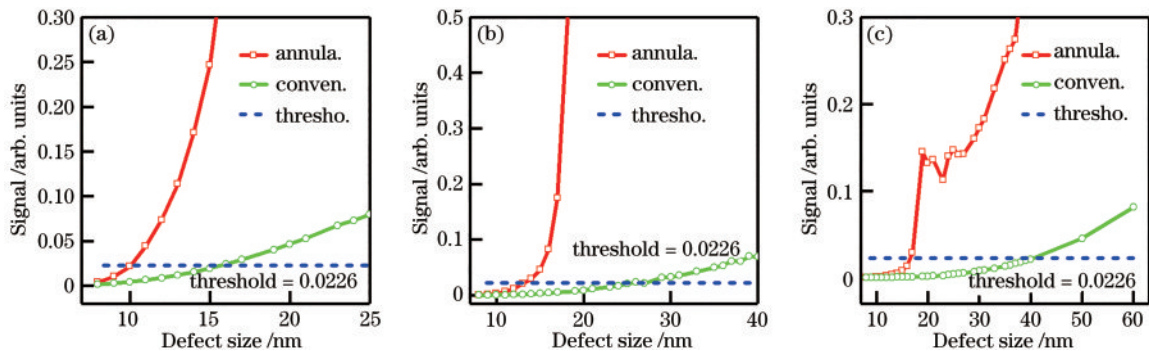 (a)
annula.
conven.
thresho.
threshold = 0.0226
0.30
0.25
0.20
0.15
0.10
0.05
0
Signal /arb. units
10 15 20 25
Defect size /nm
(b)
annula.
conven.
thresho.
threshold = 0.0226
0.5
0.4
0.3
0.2
0.1
0
Signal /arb. units
10 15 20 25 30 35 40
Defect size /nm
(c)
annula.
conven.
thresho.
threshold = 0.0226
0.3
0.2
0.1
0
Signal /arb. units
10 20 30 40 50 60
Defect size /nm